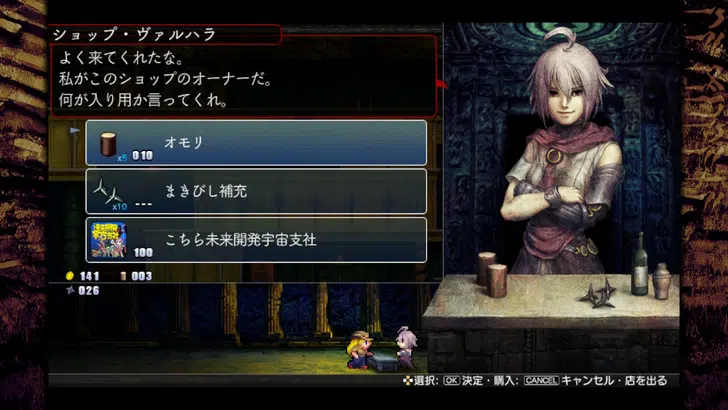 ショップ・ヴァルハラ
よく来てくれたな。
私がこのショップのオーナーだ。
何が入り用か言ってくれ。
x5 010 オモリ
x10 --- まきびし補充
100 こちら未来開発宇宙支社
141 003
026
選択: OK 決定・購入: CANCEL キャンセル・店を出る